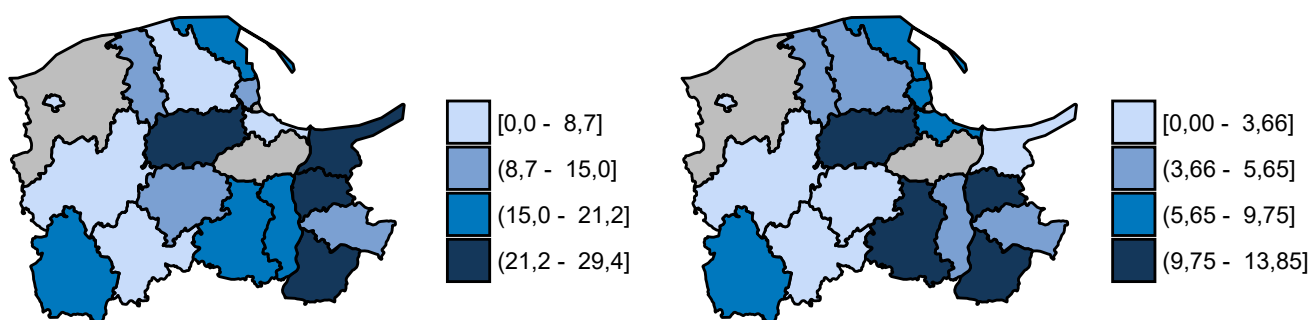 [0,0 - 8,7]
(8,7 - 15,0]
(15,0 - 21,2]
(21,2 - 29,4]
[0,00 - 3,66]
(3,66 - 5,65]
(5,65 - 9,75]
(9,75 - 13,85]